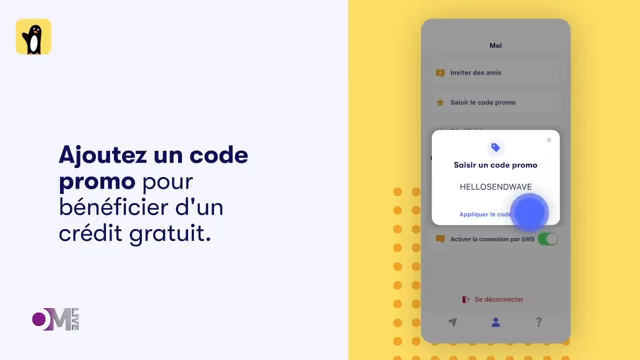 Ajoutez un code
promo pour
bénéficier d'un
crédit gratuit.
OMLIVE
Moi
Inviter des amis
Saisir le code promo
Saisir un code promo
HELLOSENDWAVE
Appliquer le code
Activer la connexion par SMS
Se déconnecter
?